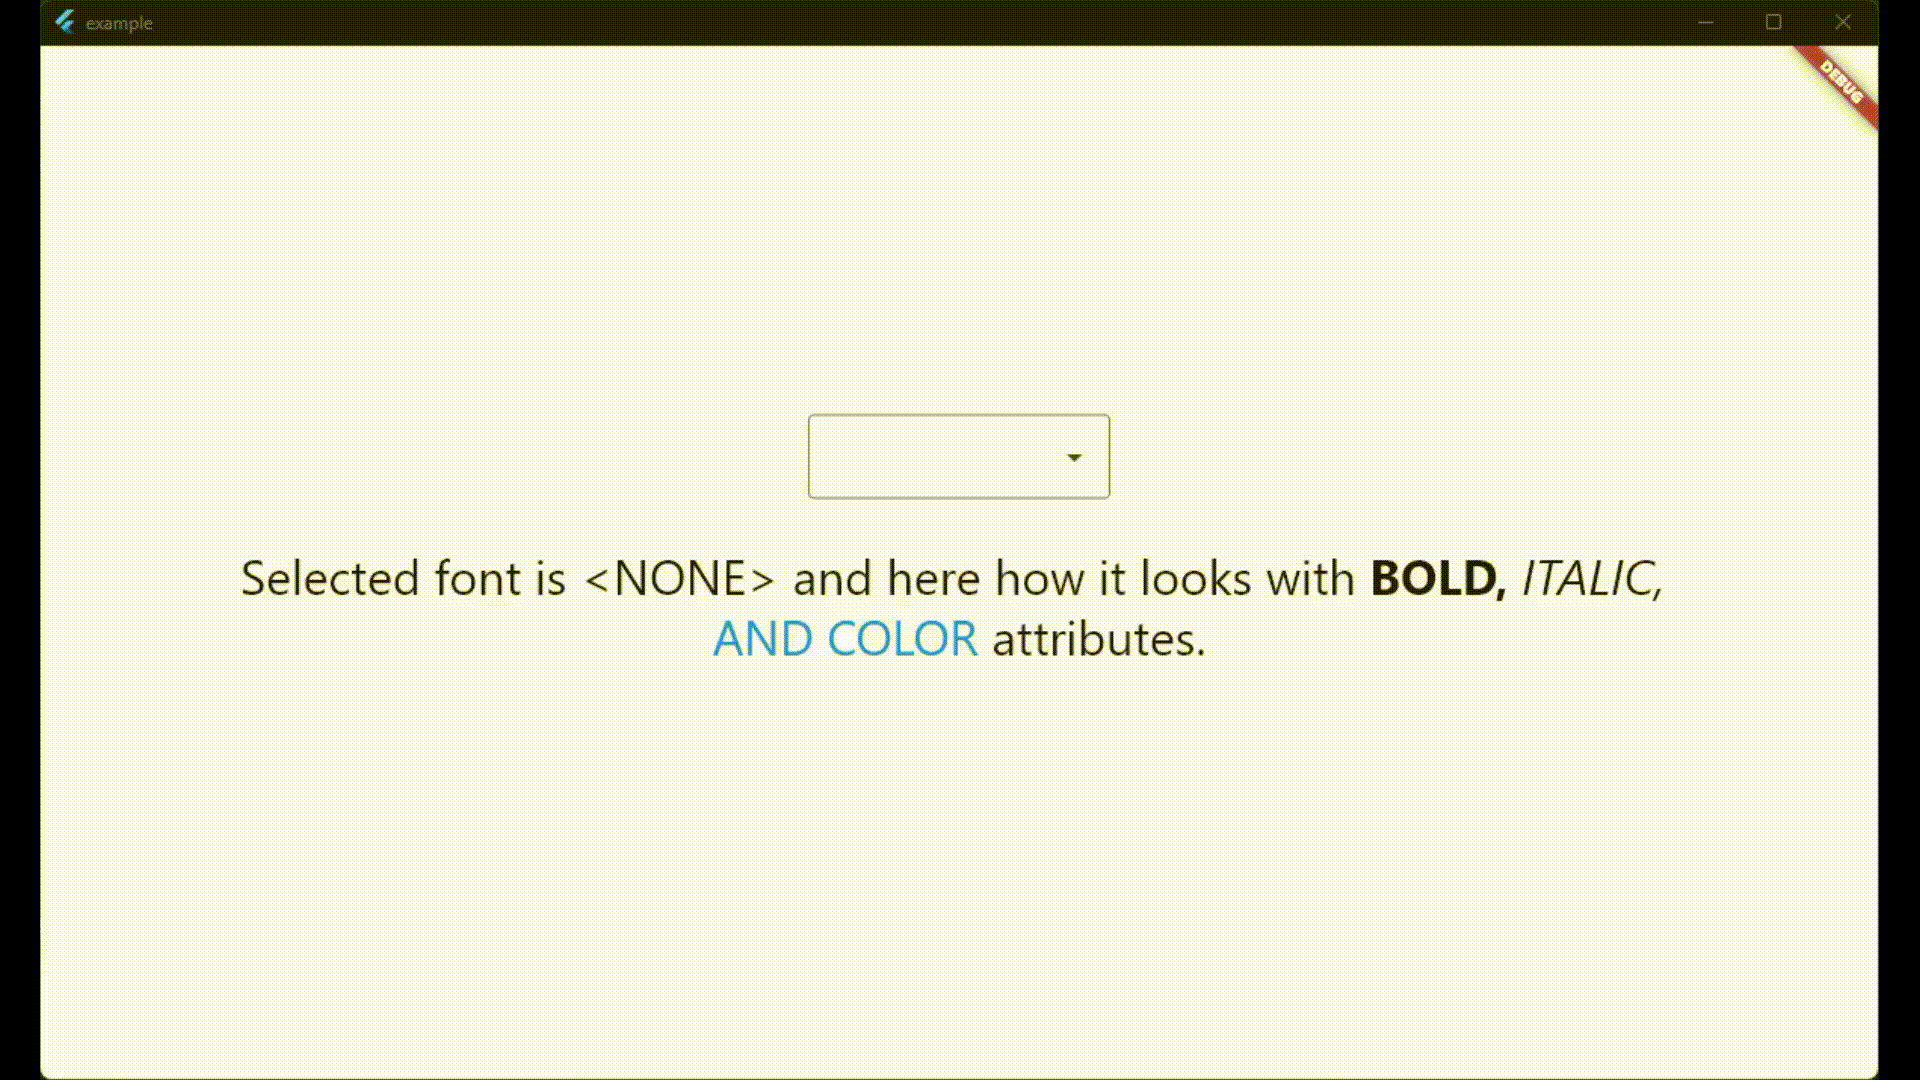 example
DEBUG
Selected font is <NONE> and here how it looks with BOLD, ITALIC,
AND COLOR attributes.